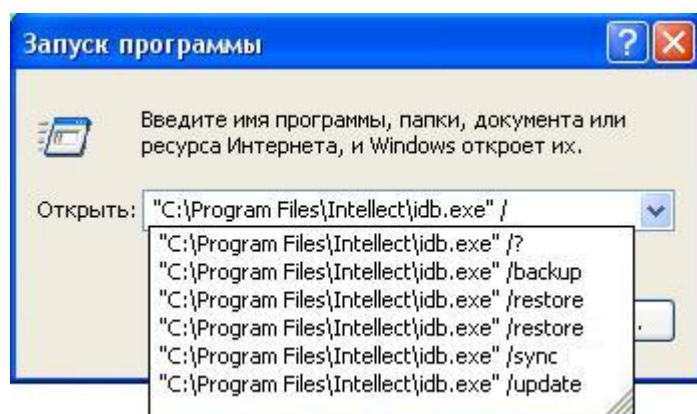 Запуск программы
Введите имя программы, папки, документа или
ресурса Интернета, и Windows откроет их.
Открыть: "C:\Program Files\Intellect\idb.exe" /
"C:\Program Files\Intellect\idb.exe" /?
"C:\Program Files\Intellect\idb.exe" /backup
"C:\Program Files\Intellect\idb.exe" /restore
"C:\Program Files\Intellect\idb.exe" /restore
"C:\Program Files\Intellect\idb.exe" /sync
"C:\Program Files\Intellect\idb.exe" /update